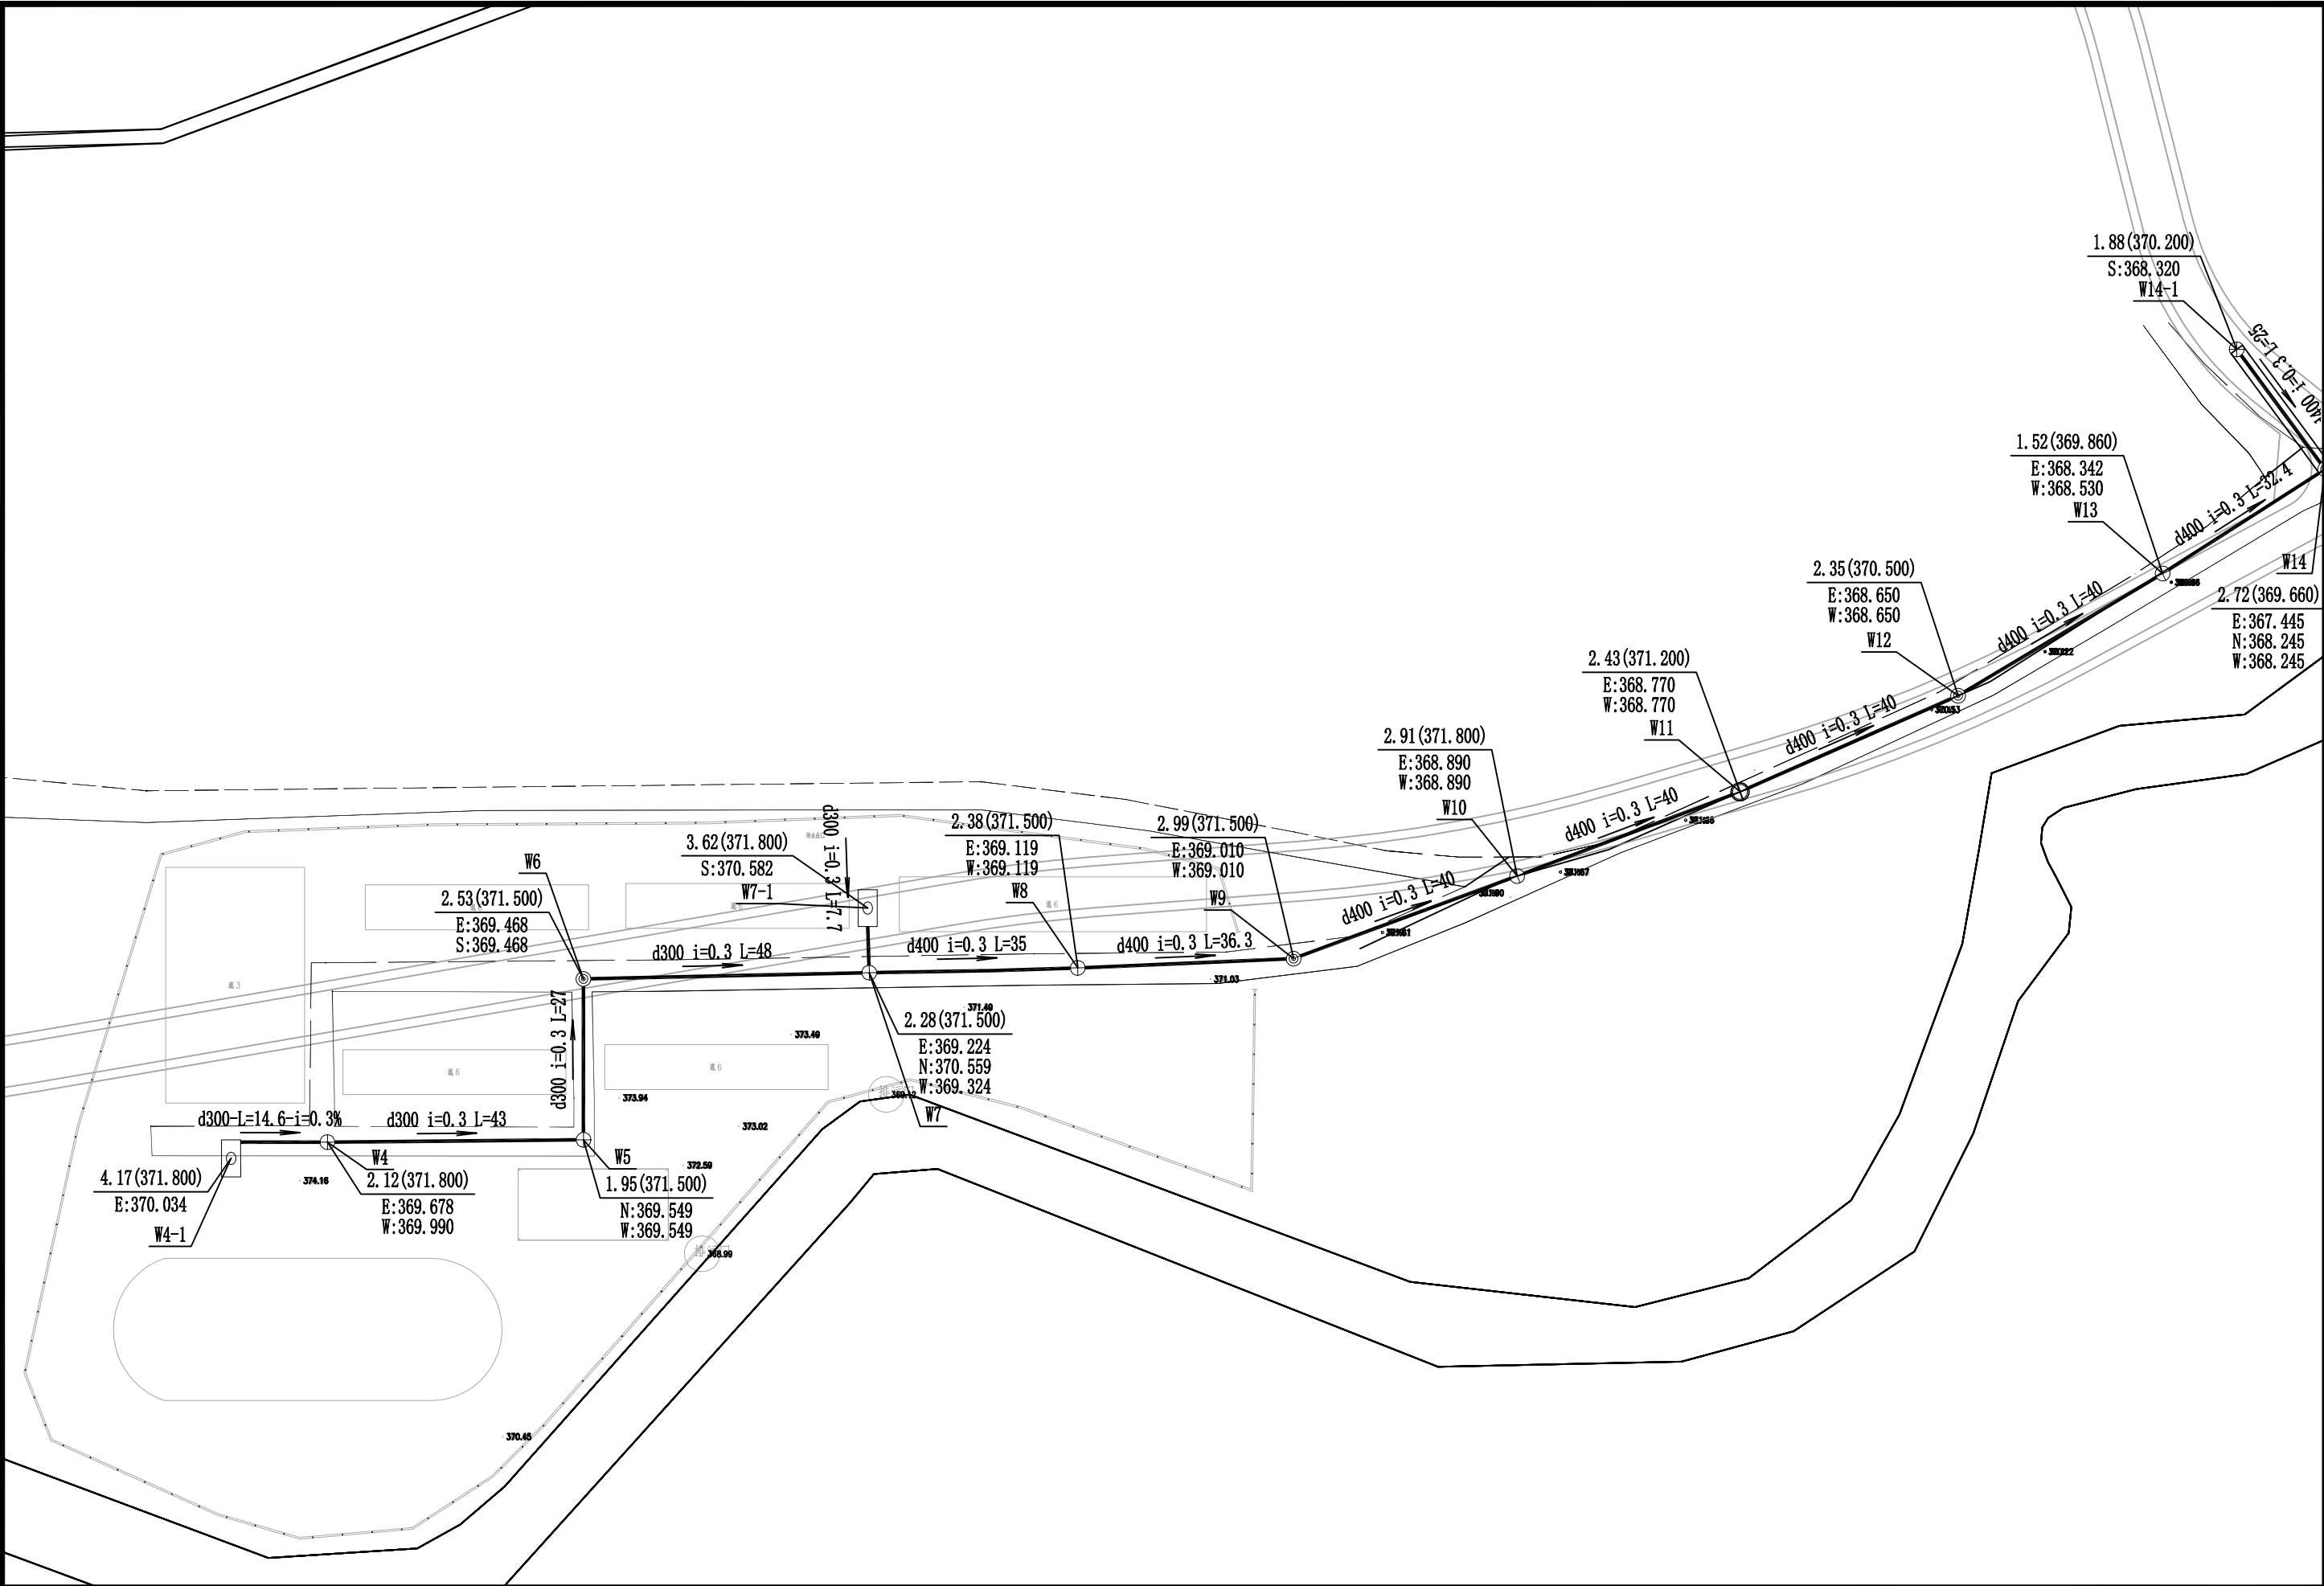 1.88(370.200)
S:368.320
W14-1
d400 i=0.3 L=25
1.52(369.860)
E:368.342
W:368.530
W13
d400 i=0.3 L=32.4
W14
2.72(369.660)
E:367.445
N:368.245
W:368.245
2.35(370.500)
E:368.650
W:368.650
W12
d400 i=0.3 L=40
2.43(371.200)
E:368.770
W:368.770
W11
d400 i=0.3 L=40
2.91(371.800)
E:368.890
W:368.890
W10
d400 i=0.3 L=40
2.99(371.500)
E:369.010
W:369.010
W9
d400 i=0.3 L=40
2.38(371.500)
E:369.119
W:369.119
W8
d400 i=0.3 L=36.3
d400 i=0.3 L=35
d300 i=0.3 L=7.7
3.62(371.800)
S:370.582
W7-1
W6
2.53(371.500)
E:369.468
S:369.468
d300 i=0.3 L=48
371.03
371.49
373.49
2.28(371.500)
E:369.224
N:370.559
W:369.324
W7
d300 i=0.3 L=27
373.94
373.02
372.59
d300-L=14.6-i=0.3%
d300 i=0.3 L=43
W4
W5
4.17(371.800)
E:370.034
W4-1
374.16
2.12(371.800)
E:369.678
W:369.990
1.95(371.500)
N:369.549
W:369.549
368.99
370.45